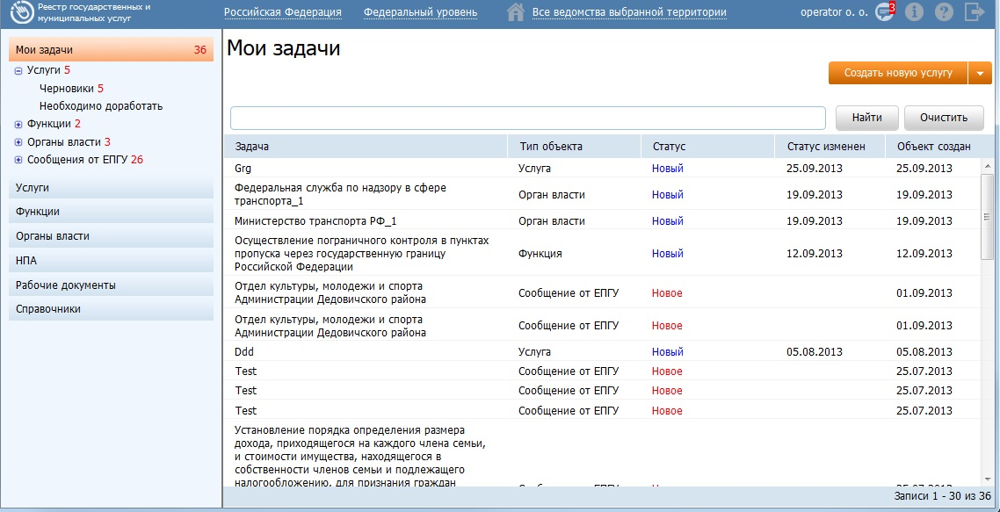 Реестр государственных и
муниципальных услуг
Российская Федерация Федеральный уровень Все ведомства выбранной территории operator o. o. 3
Мои задачи 36
Услуги 5
Черновики 5
Необходимо доработать
Функции 2
Органы власти 3
Сообщения от ЕПГУ 26
Услуги
Функции
Органы власти
НПА
Рабочие документы
Справочники
Мои задачи
Создать новую услугу
Найти Очистить
Задача Тип объекта Статус Статус изменен Объект создан
Grg Услуга Новый 25.09.2013 25.09.2013
Федеральная служба по надзору в сфере
транспорта_1 Орган власти Новый 19.09.2013 19.09.2013
Министерство транспорта РФ_1 Орган власти Новый 19.09.2013 19.09.2013
Осуществление пограничного контроля в пунктах
пропуска через государственную границу Функция Новый 12.09.2013 12.09.2013
Российской Федерации
Отдел культуры, молодежи и спорта
Администрации Дедовичского района Сообщение от ЕПГУ Новое 01.09.2013
Отдел культуры, молодежи и спорта
Администрации Дедовичского района Сообщение от ЕПГУ Новое 01.09.2013
Ddd Услуга Новый 05.08.2013 05.08.2013
Test Сообщение от ЕПГУ Новое 25.07.2013
Test Сообщение от ЕПГУ Новое 25.07.2013
Test Сообщение от ЕПГУ Новое 25.07.2013
Установление порядка определения размера
дохода, приходящегося на каждого члена семьи,
и стоимости имущества, находящегося в
собственности членов семьи и подлежащего
налогообложению, для признания граждан
Записи 1 - 30 из 36